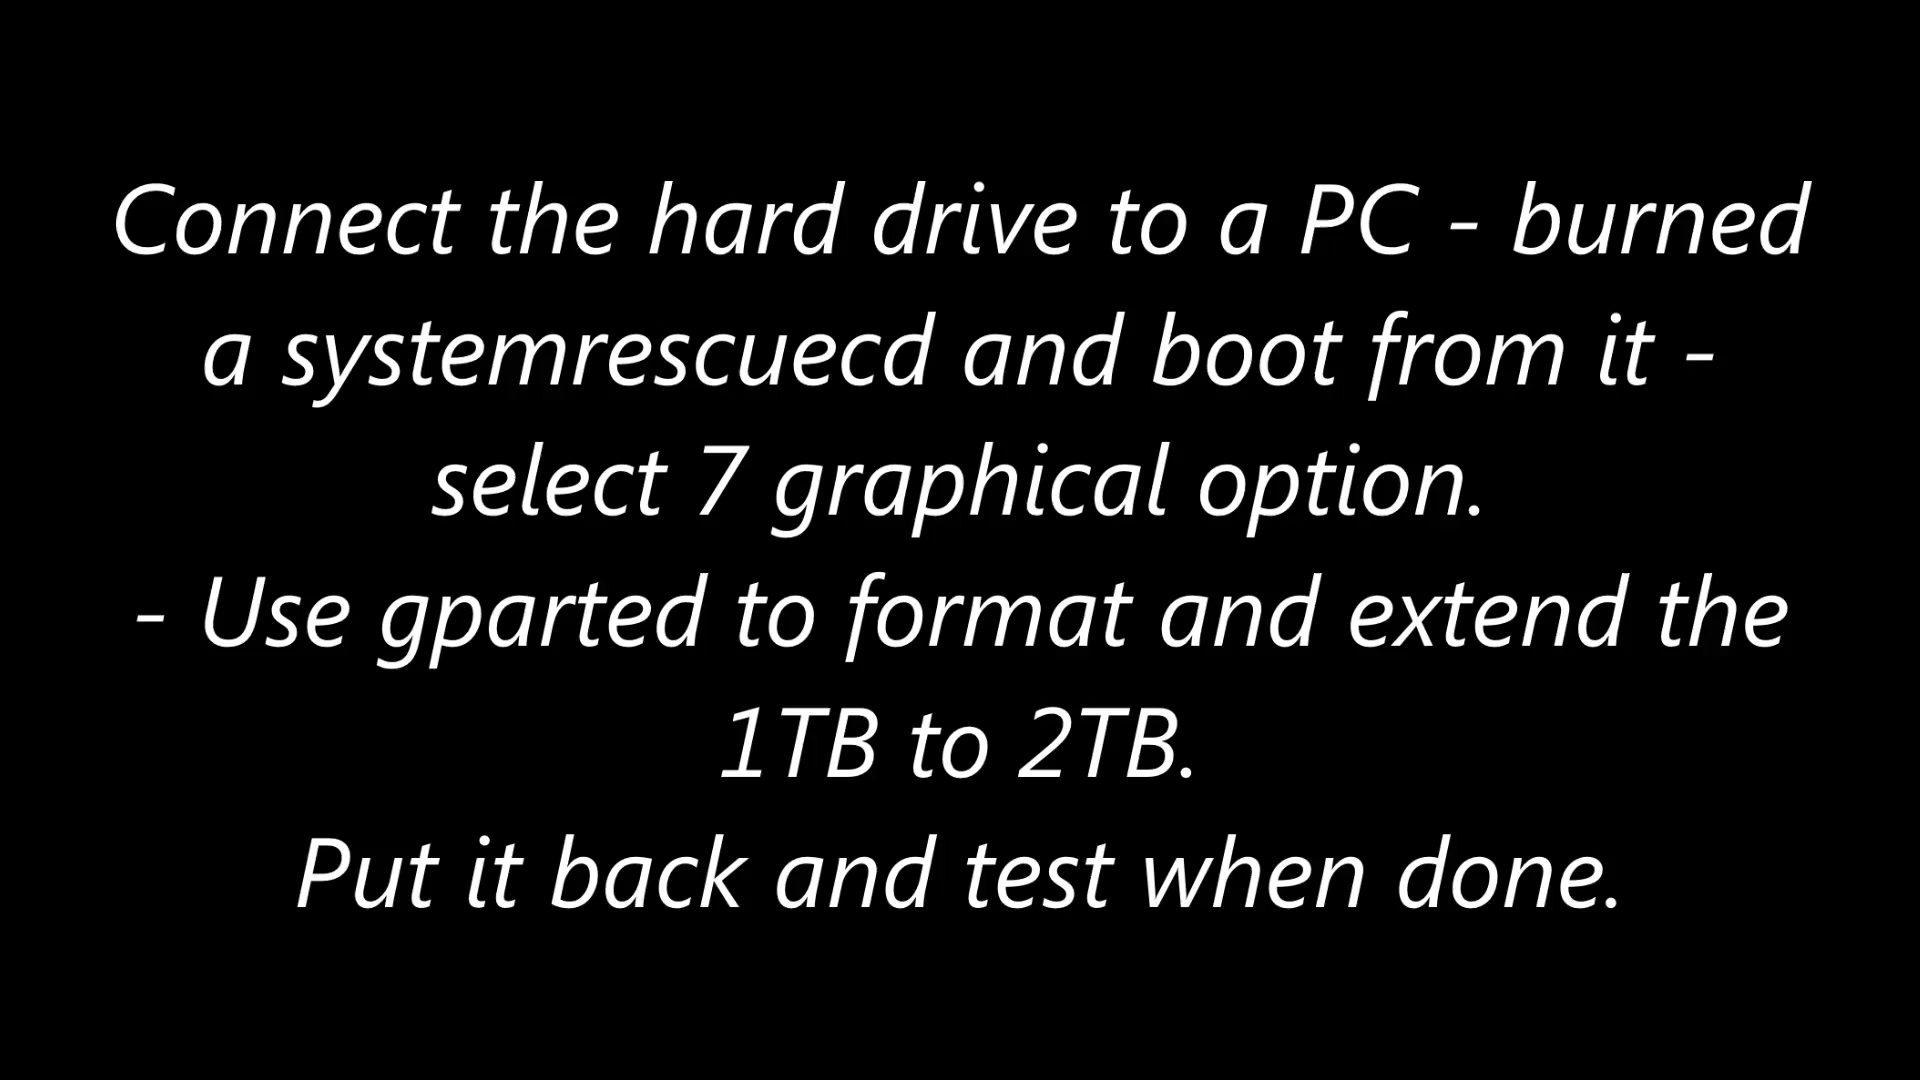 Connect the hard drive to a PC - burned
a systemrescuecd and boot from it -
select 7 graphical option.
- Use gparted to format and extend the
1TB to 2TB.
Put it back and test when done.